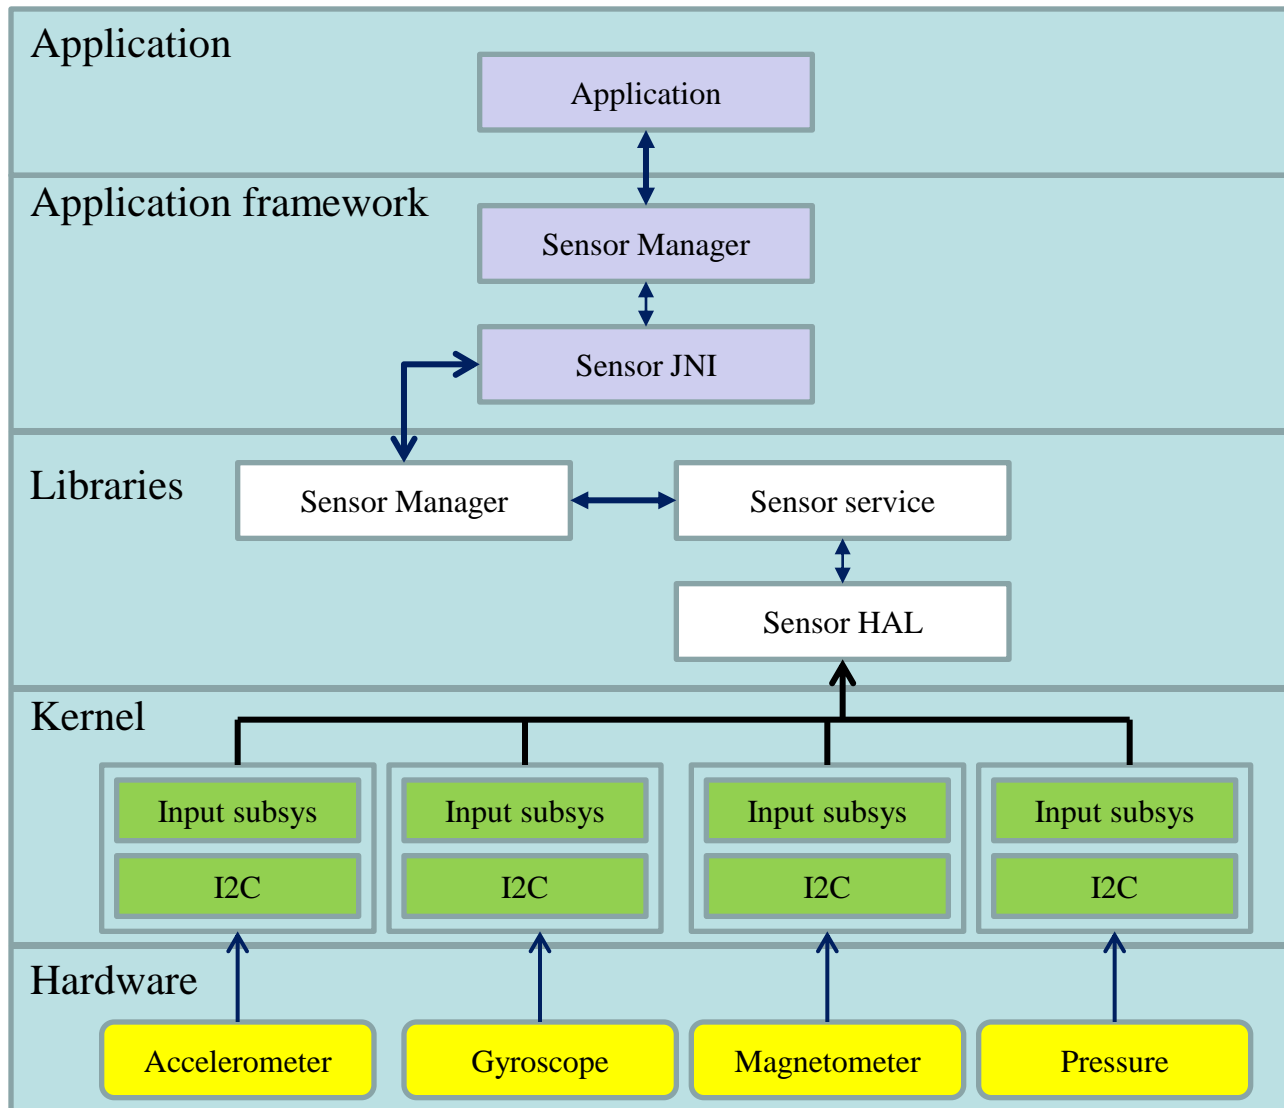 Application
Application
Application framework
Sensor Manager
Sensor JNI
Libraries
Sensor Manager
Sensor service
Sensor HAL
Kernel
Input subsys
Input subsys
Input subsys
Input subsys
I2C
I2C
I2C
I2C
Hardware
Accelerometer
Gyroscope
Magnetometer
Pressure